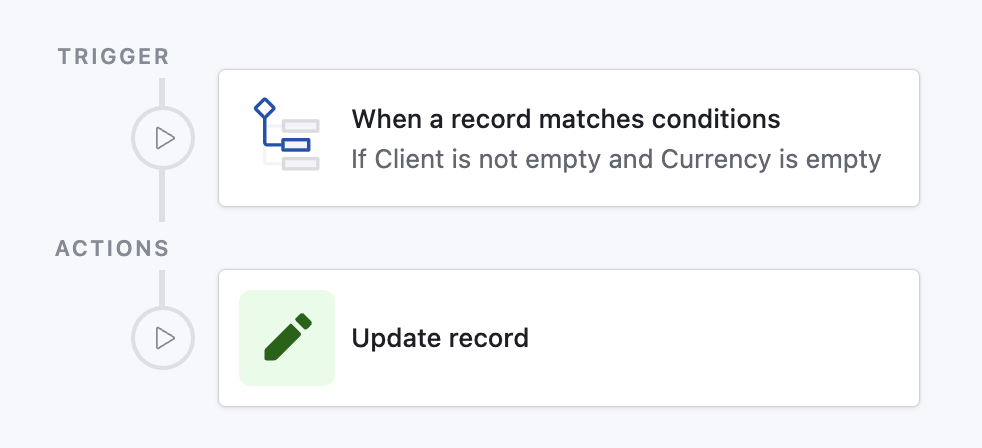 TRIGGER
When a record matches conditions
If Client is not empty and Currency is empty
ACTIONS
Update record